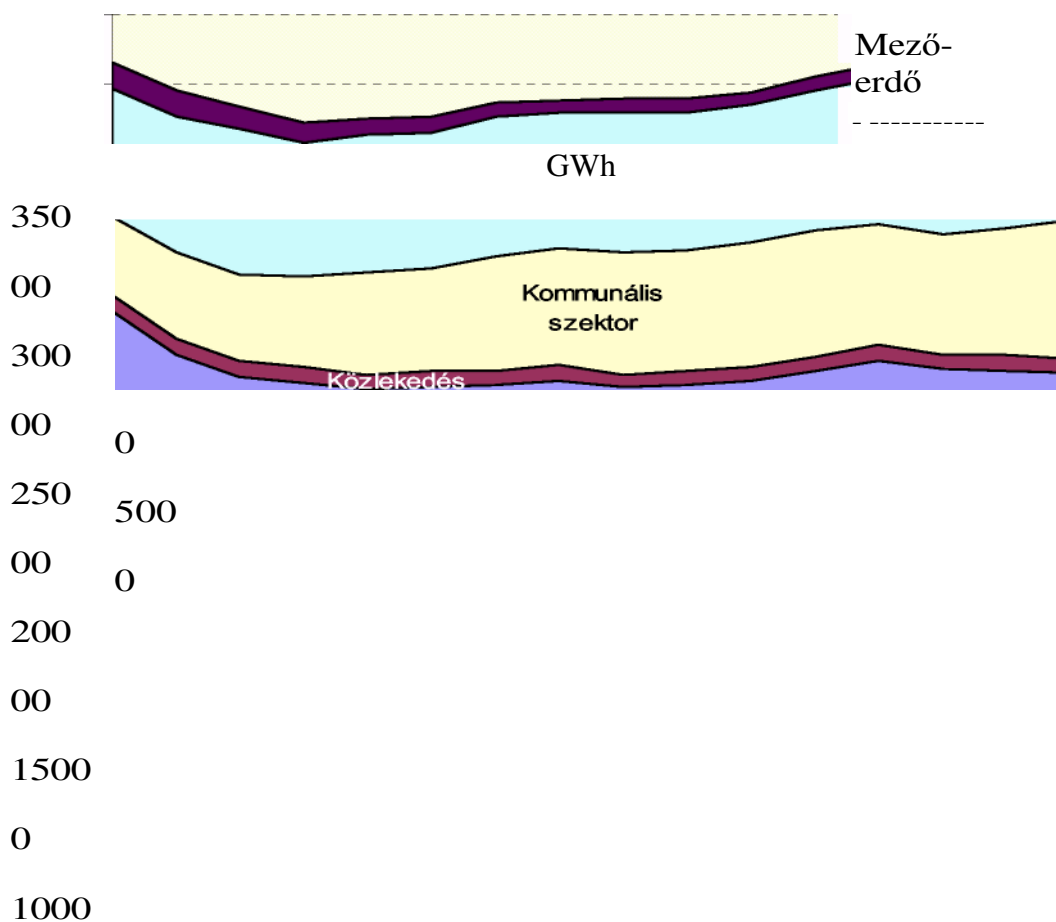 Mező-
erdő
- -----------
GWh
350
00
300
00
250
00
200
00
1500
0
1000
Kommunális
szektor
Közlekedés
0
500
0